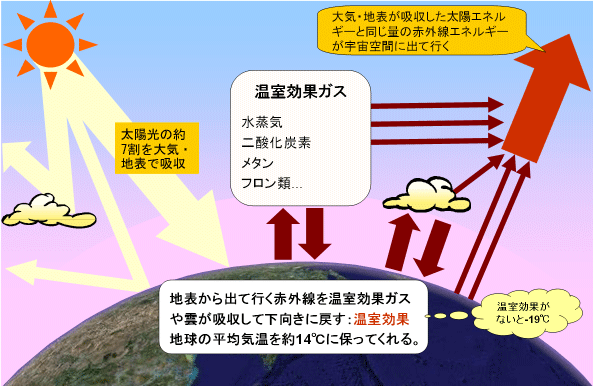 大気・地表が吸収した太陽エネル
ギーと同じ量の赤外線エネルギー
が宇宙空間に出て行く
温室効果ガス
水蒸気
二酸化炭素
メタン
フロン類…
太陽光の約
7割を大気・
地表で吸収
地表から出て行く赤外線を温室効果ガス
や雲が吸収して下向きに戻す：温室効果
地球の平均気温を約14℃に保ってくれる。
温室効果が
ないと-19℃